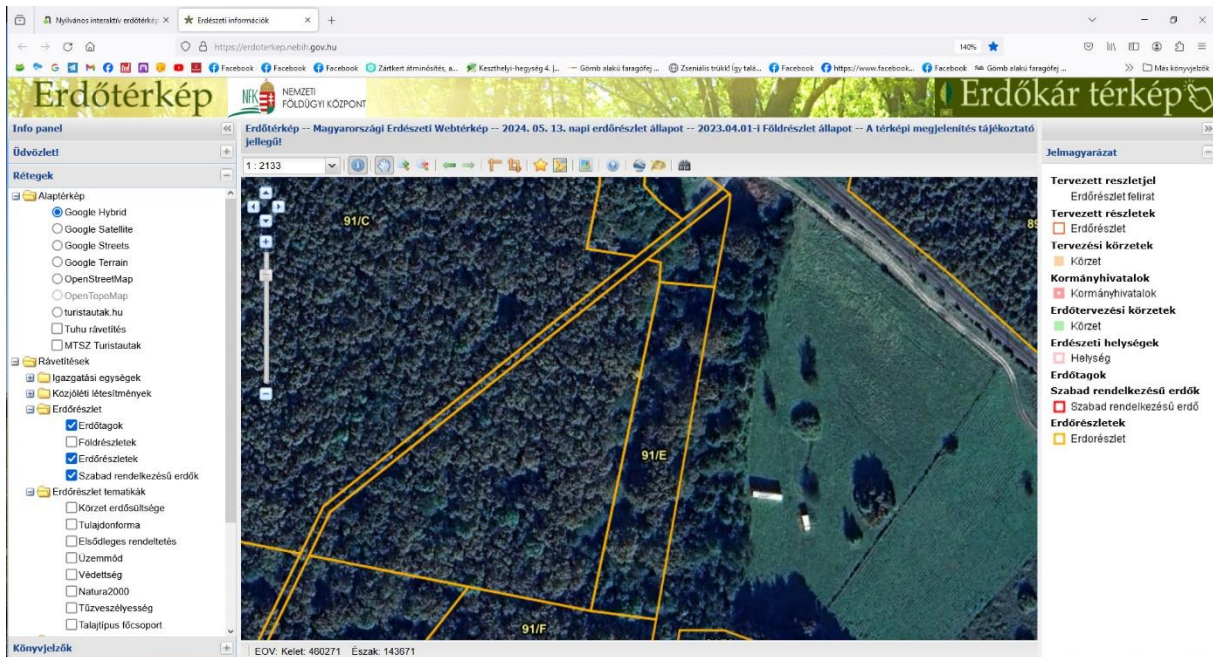 Nyilvános interaktív erdőtérkép
Erdészeti információk
https://erdoterkep.nebih.gov.hu
140%
Facebook
Facebook
Facebook
Zártkert átminősítés, a...
Keszthelyi-hegység 4. |...
Gömb alakú faragófej ...
Zseniális trükk! Így talá...
Facebook
https://www.facebook...
Facebook
Gömb alakú faragófej ...
Más könyvjelzők
Erdőtérkép
NFK
NEMZETI
FÖLDÜGYI KÖZPONT
Erdőkár térkép
Info panel
Üdvözlet!
Rétegek
Alaptérkép
Google Hybrid
Google Satellite
Google Streets
Google Terrain
OpenStreetMap
OpenTopoMap
turistautak.hu
Tuhu rávetítés
MTSZ Turistautak
Rávetítések
Igazgatási egységek
Közjóléti létesítmények
Erdőrészlet
Erdőtagok
Földrészletek
Erdőrészletek
Szabad rendelkezésű erdők
Erdőrészlet tematikák
Körzet erdősültsége
Tulajdonforma
Elsődleges rendeltetés
Üzemmód
Védettség
Natura2000
Tűzveszélyesség
Talajtípus főcsoport
Könyvjelzők
Erdőtérkép -- Magyarországi Erdészeti Webtérkép -- 2024. 05. 13. napi erdőrészlet állapot -- 2023.04.01-i Földrészlet állapot -- A térképi megjelenítés tájékoztató
jellegű!
1 : 2133
91/C
91/E
91/F
EOV: Kelet: 460271 Észak: 143671
Jelmagyarázat
Tervezett reszletjel
Erdőrészlet felirat
Tervezett részletek
Erdőrészlet
Tervezési körzetek
Körzet
Kormányhivatalok
Kormányhivatalok
Erdőtervezési körzetek
Körzet
Erdészeti helységek
Helység
Erdőtagok
Szabad rendelkezésű erdők
Szabad rendelkezésű erdő
Erdőrészletek
Erdorészlet